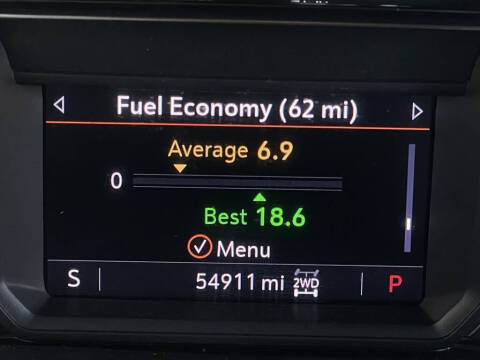 Fuel Economy (62 mi)
Average 6.9
0
Best 18.6
Menu
S 54911 mi 2WD P